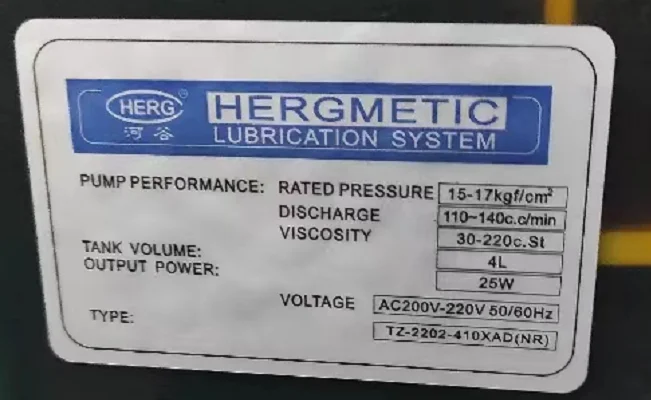 HERG® HERGMETIC
河谷 LUBRICATION SYSTEM
PUMP PERFORMANCE: RATED PRESSURE 15-17kgf/cm²
DISCHARGE 110~140c.c/min
VISCOSITY 30-220c.St
TANK VOLUME: 4L
OUTPUT POWER: 25W
VOLTAGE AC200V-220V 50/60Hz
TYPE: TZ-2202-410XAD(NR)